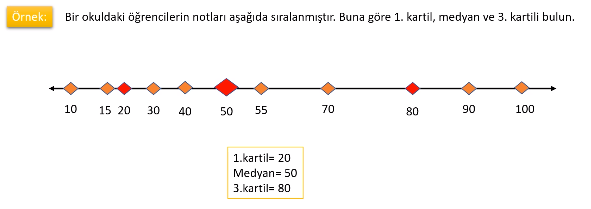 Örnek: Bir okuldaki öğrencilerin notları aşağıda sıralanmıştır. Buna göre 1. kartil, medyan ve 3. kartili bulun.
10 15 20 30 40 50 55 70 80 90 100
1.kartil= 20
Medyan= 50
3.kartil= 80